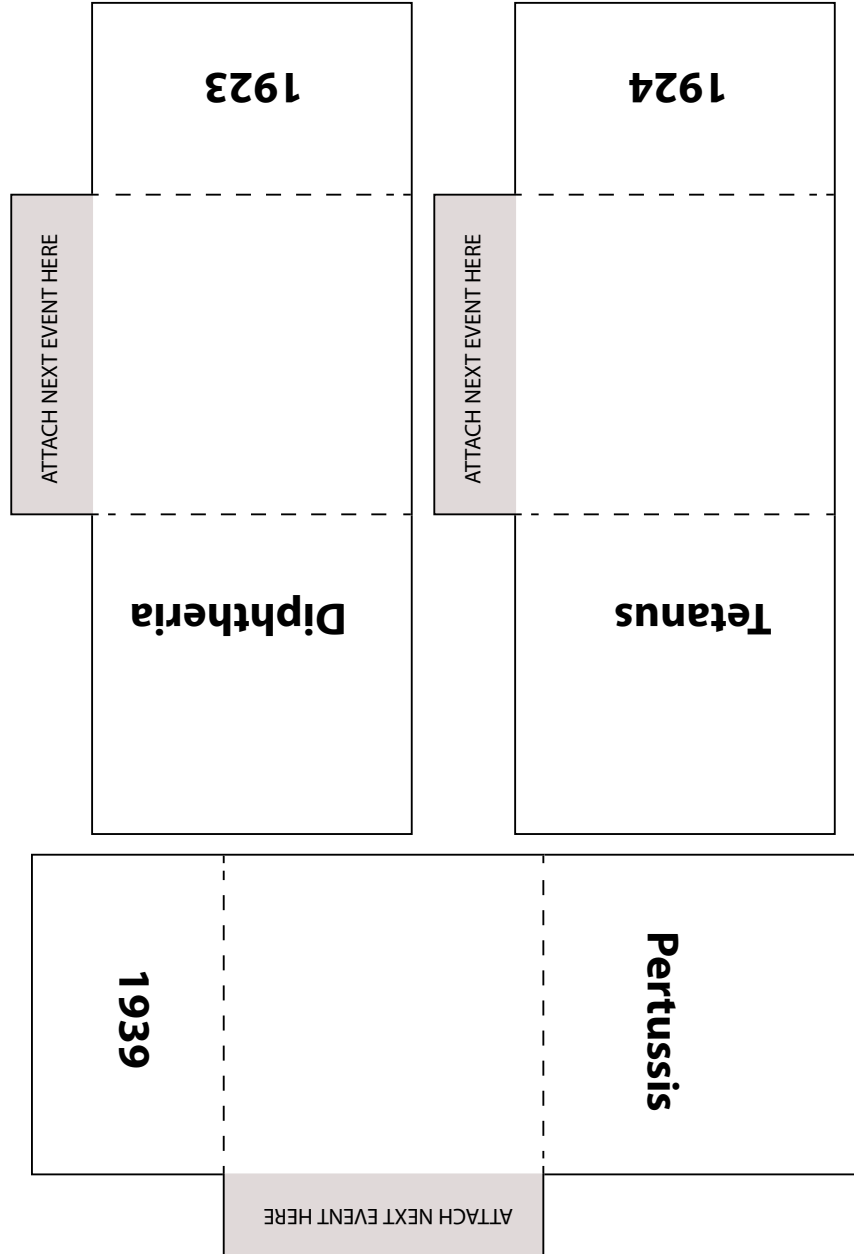 1923
ATTACH NEXT EVENT HERE
Diphtheria
1924
ATTACH NEXT EVENT HERE
Tetanus
1939
ATTACH NEXT EVENT HERE
Pertussis